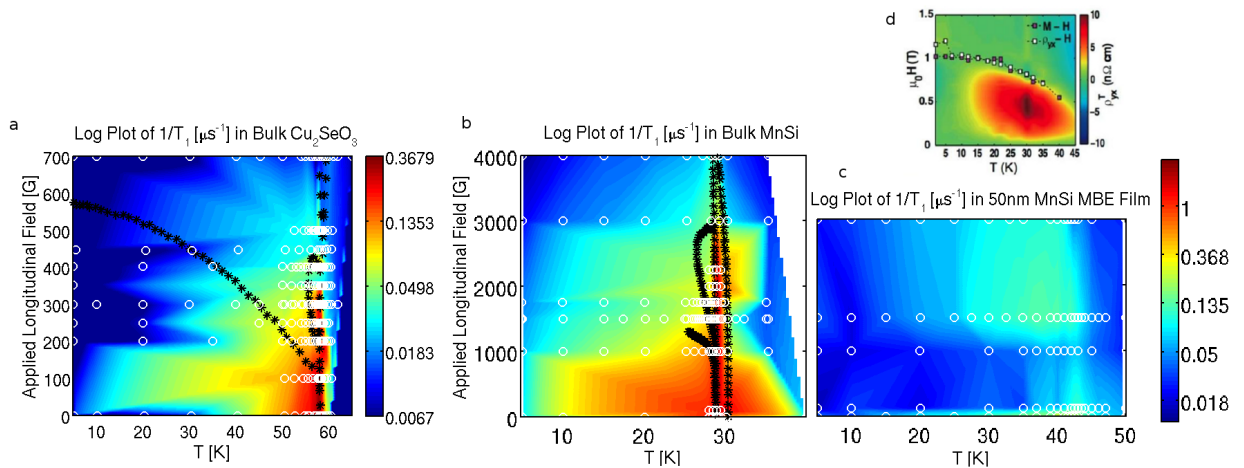 d
1.5
1
0.5
0
μ₀H (T)
M – H
ρyx – H
5 10 15 20 25 30 35 40 45
T (K)
10
5
0
−5
−10
ρᵀyx (nΩ cm)
a
Log Plot of 1/T₁ [μs⁻¹] in Bulk Cu₂SeO₃
Applied Longitudinal Field [G]
700
600
500
400
300
200
100
0
10 20 30 40 50 60
T [K]
0.3679
0.1353
0.0498
0.0183
0.0067
b
Log Plot of 1/T₁ [μs⁻¹] in Bulk MnSi
Applied Longitudinal Field [G]
4000
3000
2000
1000
0
10 20 30
T [K]
c
Log Plot of 1/T₁ [μs⁻¹] in 50nm MnSi MBE Film
10 20 30 40 50
T [K]
1
0.368
0.135
0.05
0.018